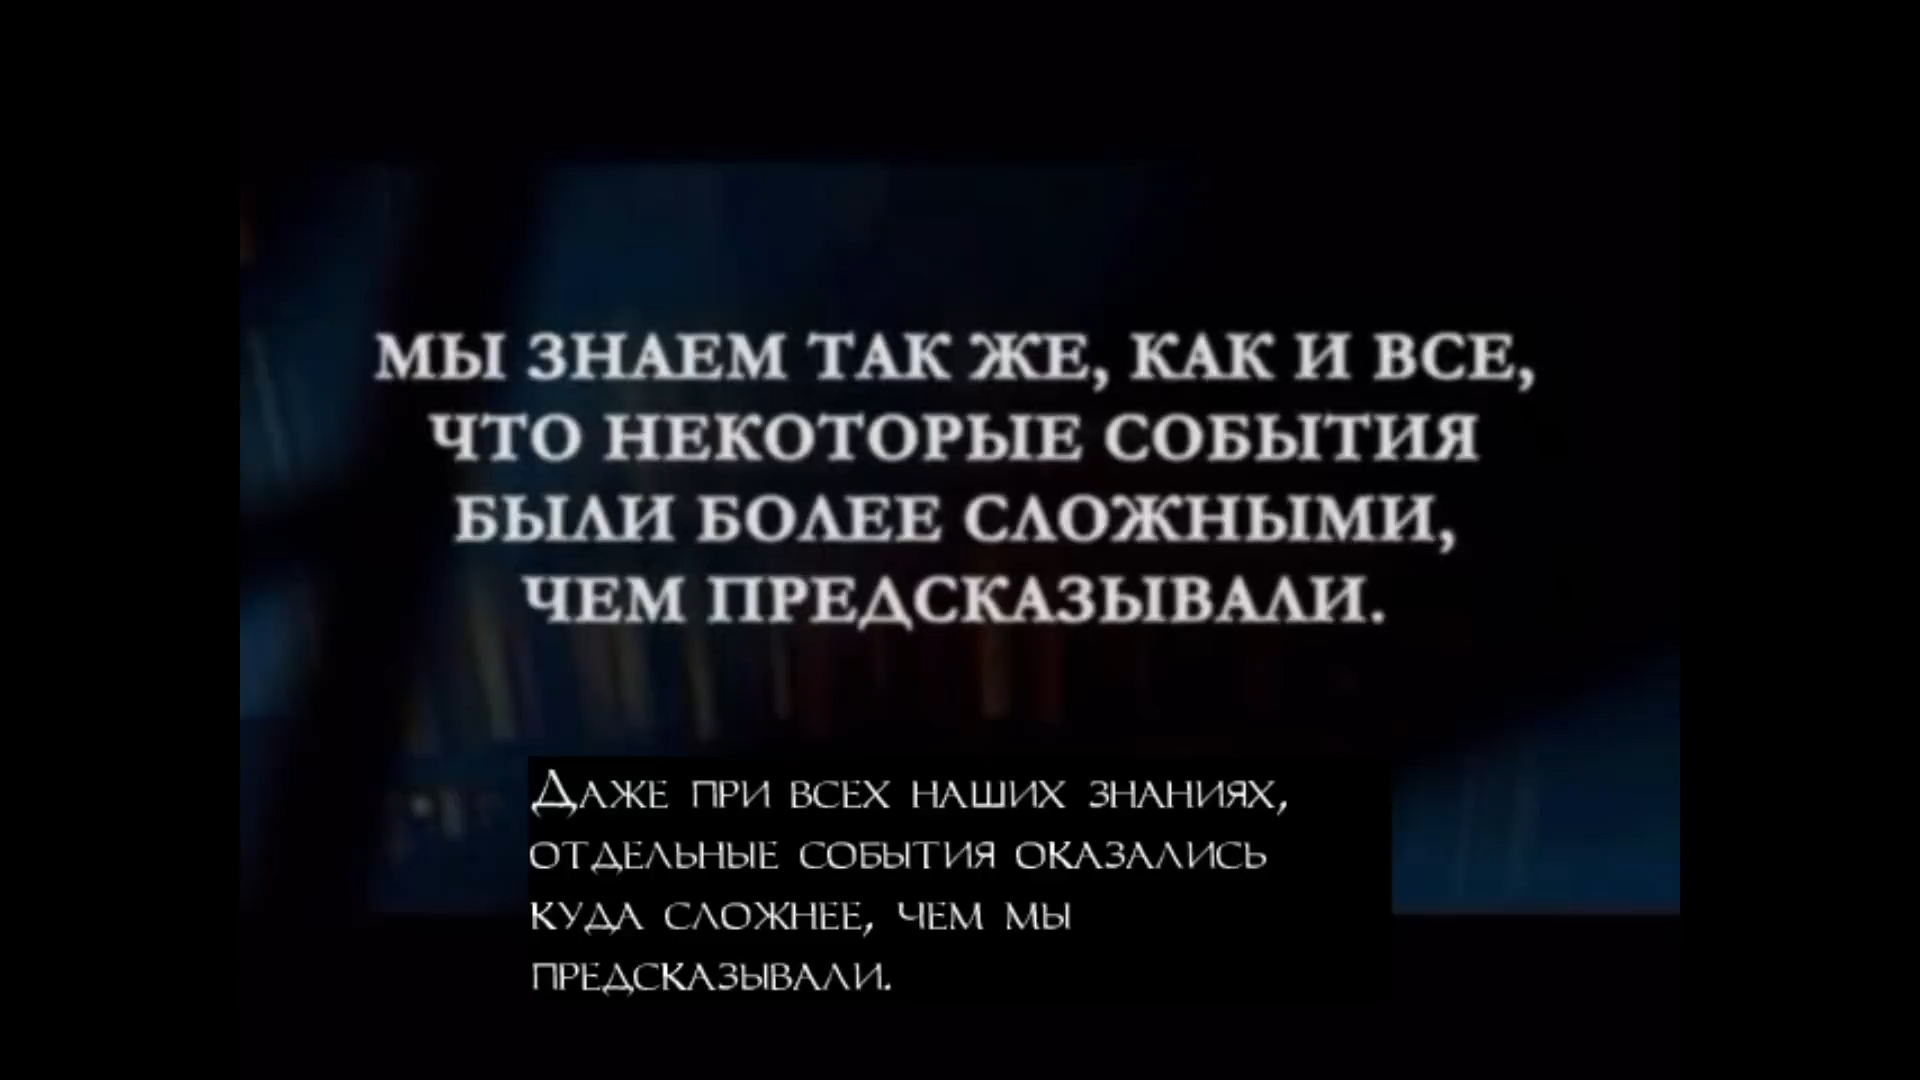 МЫ ЗНАЕМ ТАК ЖЕ, КАК И ВСЕ,
ЧТО НЕКОТОРЫЕ СОБЫТИЯ
БЫЛИ БОЛЕЕ СЛОЖНЫМИ,
ЧЕМ ПРЕДСКАЗЫВАЛИ.
Даже при всех наших знаниях,
отдельные события оказались
куда сложнее, чем мы
предсказывали.